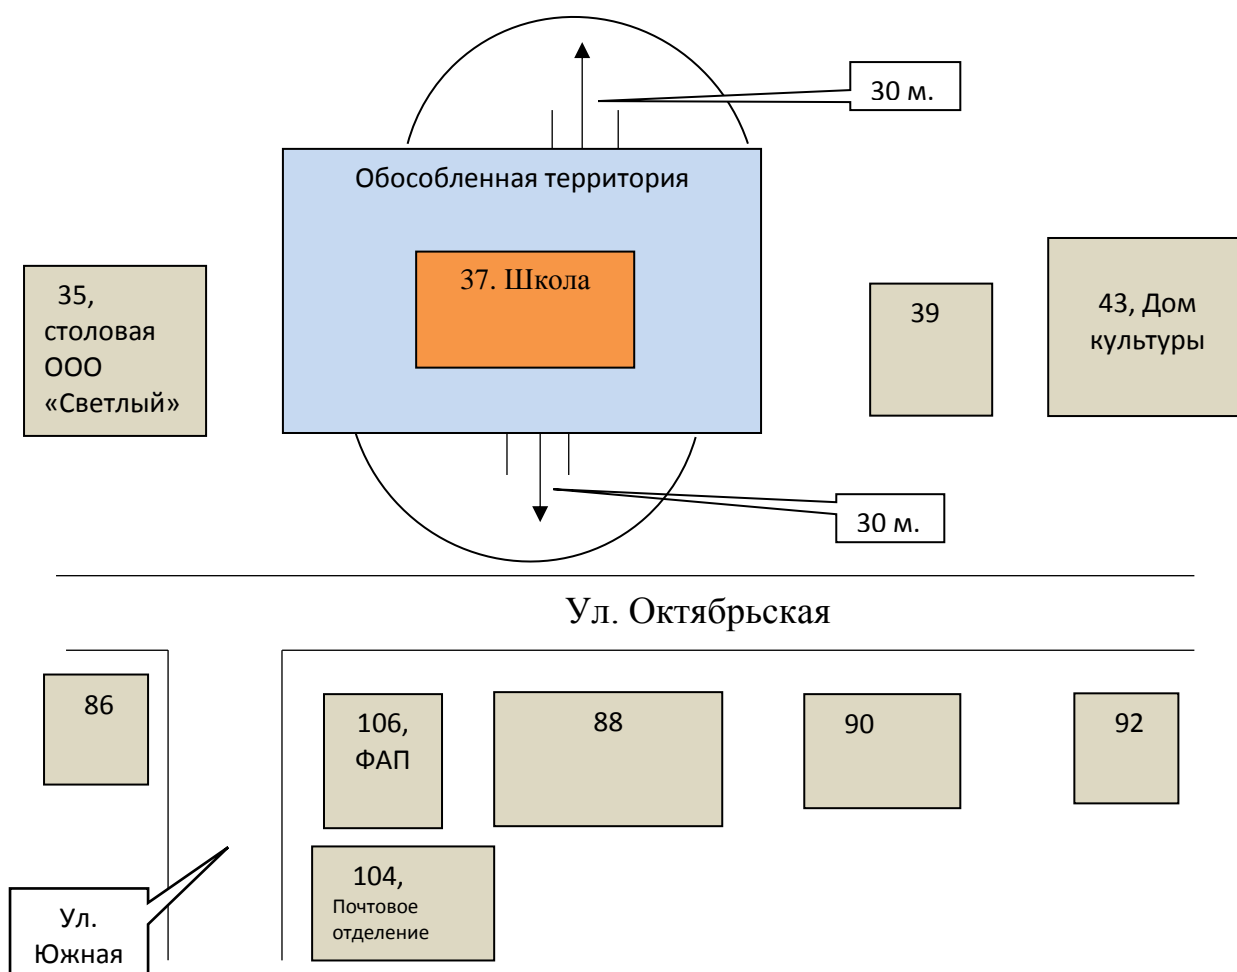 30 м.
Обособленная территория
37. Школа
35,
столовая
ООО
«Светлый»
39
43, Дом
культуры
30 м.
Ул. Октябрьская
86
106,
ФАП
88
90
92
104,
Почтовое
отделение
Ул.
Южная